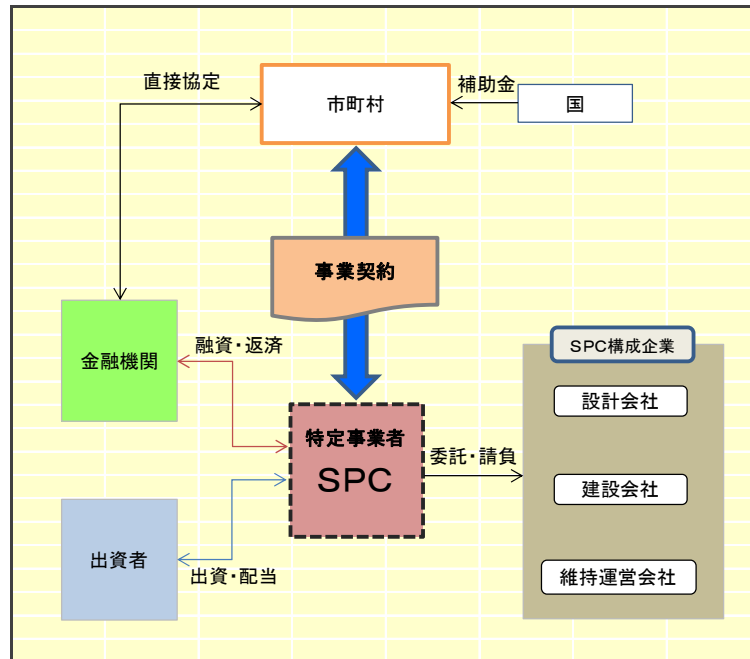 直接協定
市町村
補助金
国
事業契約
金融機関
融資・返済
SPC構成企業
設計会社
特定事業者
SPC
委託・請負
建設会社
出資者
出資・配当
維持運営会社